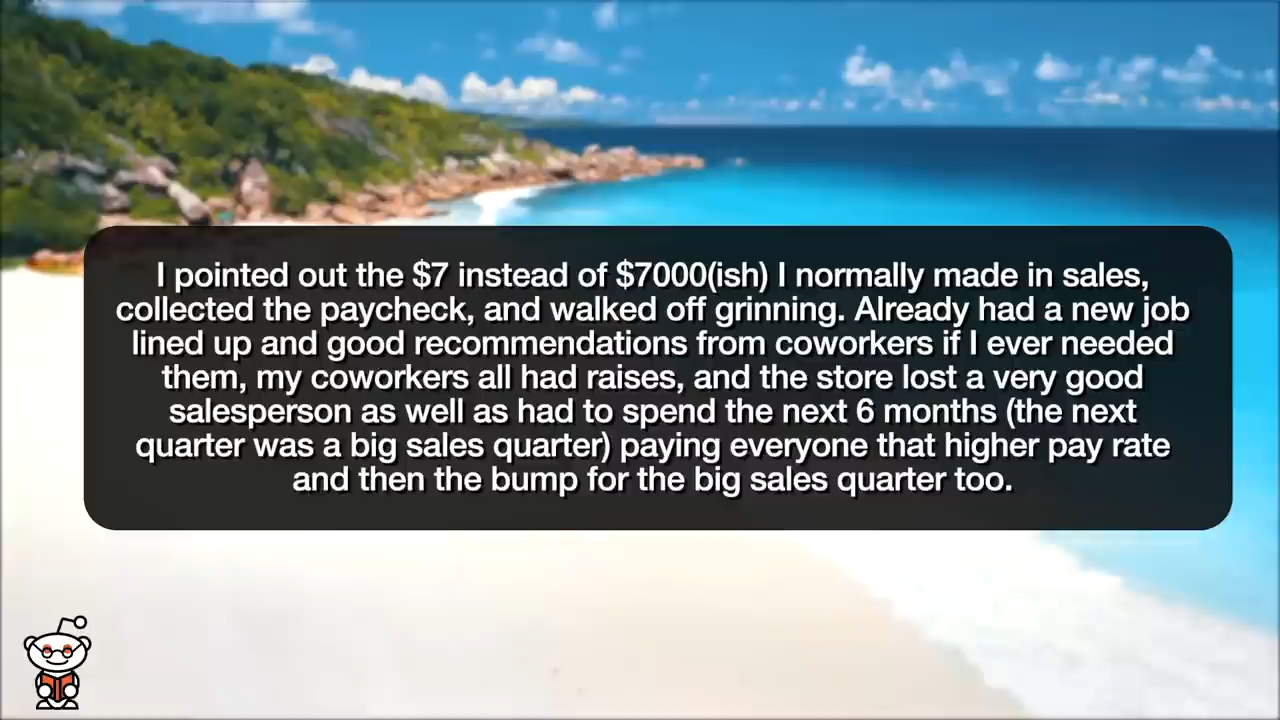 I pointed out the $7 instead of $7000(ish) I normally made in sales,
collected the paycheck, and walked off grinning. Already had a new job
lined up and good recommendations from coworkers if I ever needed
them, my coworkers all had raises, and the store lost a very good
salesperson as well as had to spend the next 6 months (the next
quarter was a big sales quarter) paying everyone that higher pay rate
and then the bump for the big sales quarter too.